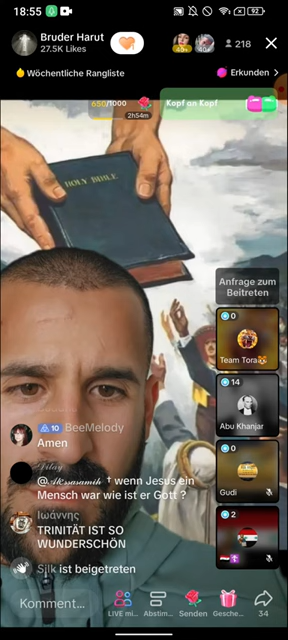 18:55
92
Bruder Harut
27.5K Likes
218
Wöchentliche Rangliste
Erkunden
650/1000
2h54m
Kopf an Kopf
HOLY BIBLE
Anfrage zum
Beitreten
0
Team Tora
14
Abu Khanjar
0
Gudi
2
10 BeeMelody
Amen
Dilay
@𝓐𝓵𝓮𝓼𝓼𝓪𝓶𝓲𝓱 † wenn Jesus ein
Mensch war wie ist er Gott ?
Ιωάννης
TRINITÄT IST SO
WUNDERSCHÖN
Silk ist beigetreten
Komment...
LIVE mi...
Abstim...
Senden
Gesche...
34